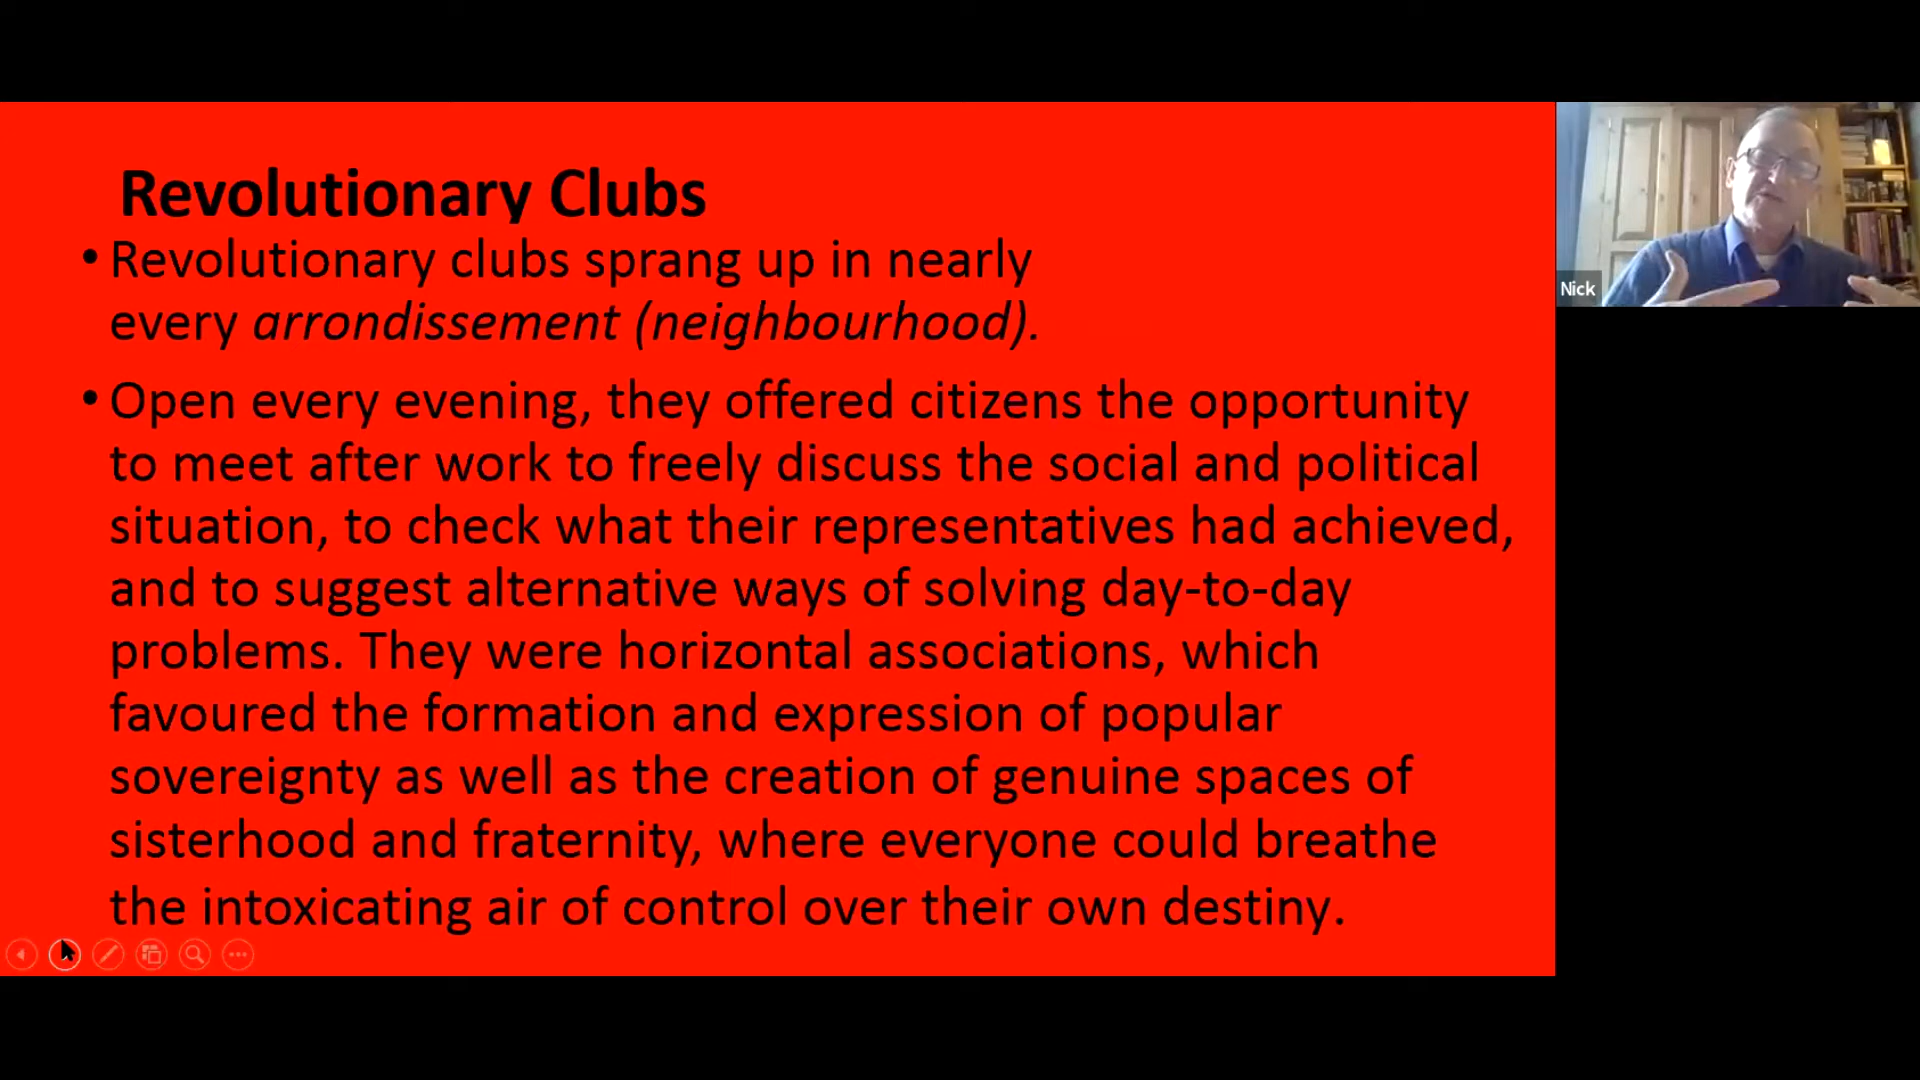 Revolutionary Clubs
• Revolutionary clubs sprang up in nearly
every arrondissement (neighbourhood).
• Open every evening, they offered citizens the opportunity
to meet after work to freely discuss the social and political
situation, to check what their representatives had achieved,
and to suggest alternative ways of solving day-to-day
problems. They were horizontal associations, which
favoured the formation and expression of popular
sovereignty as well as the creation of genuine spaces of
sisterhood and fraternity, where everyone could breathe
the intoxicating air of control over their own destiny.
Nick